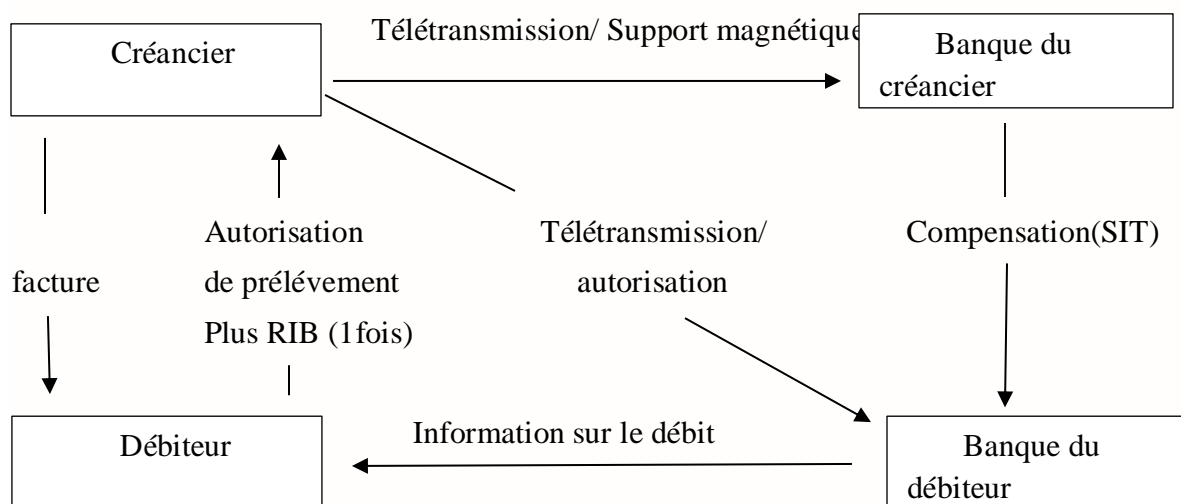 Télétransmission/ Support magnétique
Créancier
Banque du
créancier
Autorisation
de prélévement
Plus RIB (1fois)
facture
Télétransmission/
autorisation
Compensation(SIT)
Débiteur
Information sur le débit
Banque du
débiteur